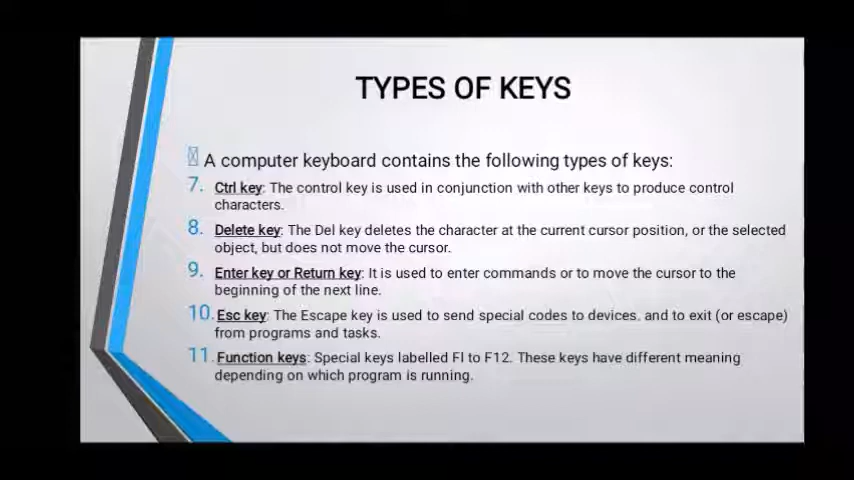 TYPES OF KEYS
A computer keyboard contains the following types of keys:
7. Ctrl key: The control key is used in conjunction with other keys to produce control
characters.
8. Delete key: The Del key deletes the character at the current cursor position, or the selected
object, but does not move the cursor.
9. Enter key or Return key: It is used to enter commands or to move the cursor to the
beginning of the next line.
10. Esc key: The Escape key is used to send special codes to devices. and to exit (or escape)
from programs and tasks.
11. Function keys: Special keys labelled FI to F12. These keys have different meaning
depending on which program is running.